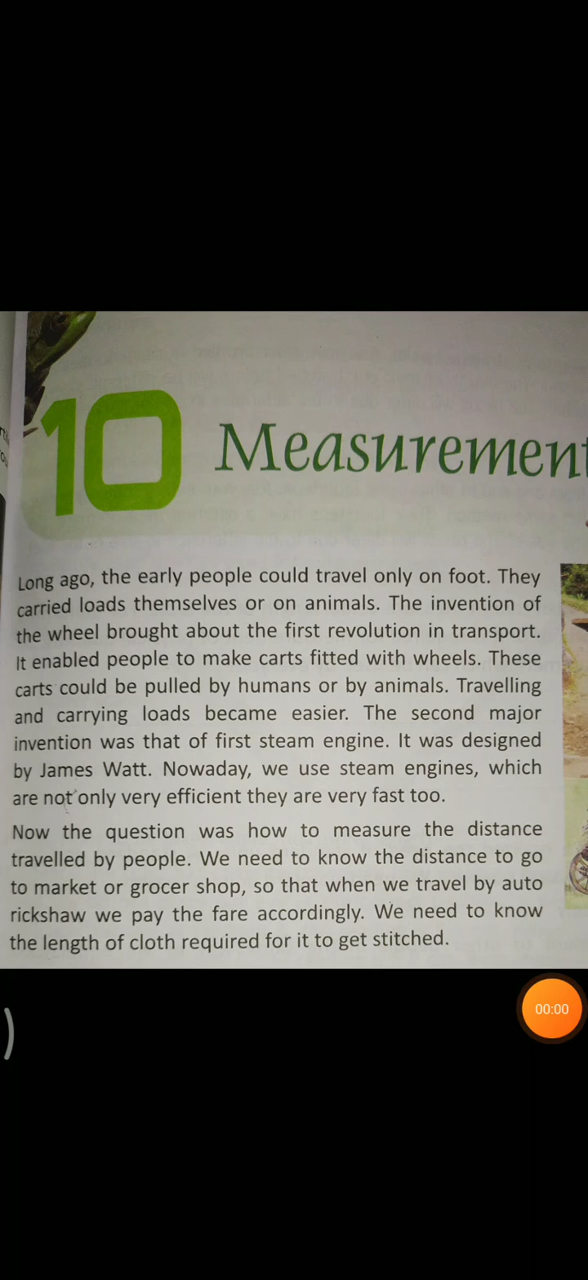 10 Measurement
Long ago, the early people could travel only on foot. They
carried loads themselves or on animals. The invention of
the wheel brought about the first revolution in transport.
It enabled people to make carts fitted with wheels. These
carts could be pulled by humans or by animals. Travelling
and carrying loads became easier. The second major
invention was that of first steam engine. It was designed
by James Watt. Nowaday, we use steam engines, which
are not only very efficient they are very fast too.
Now the question was how to measure the distance
travelled by people. We need to know the distance to go
to market or grocer shop, so that when we travel by auto
rickshaw we pay the fare accordingly. We need to know
the length of cloth required for it to get stitched.
00:00